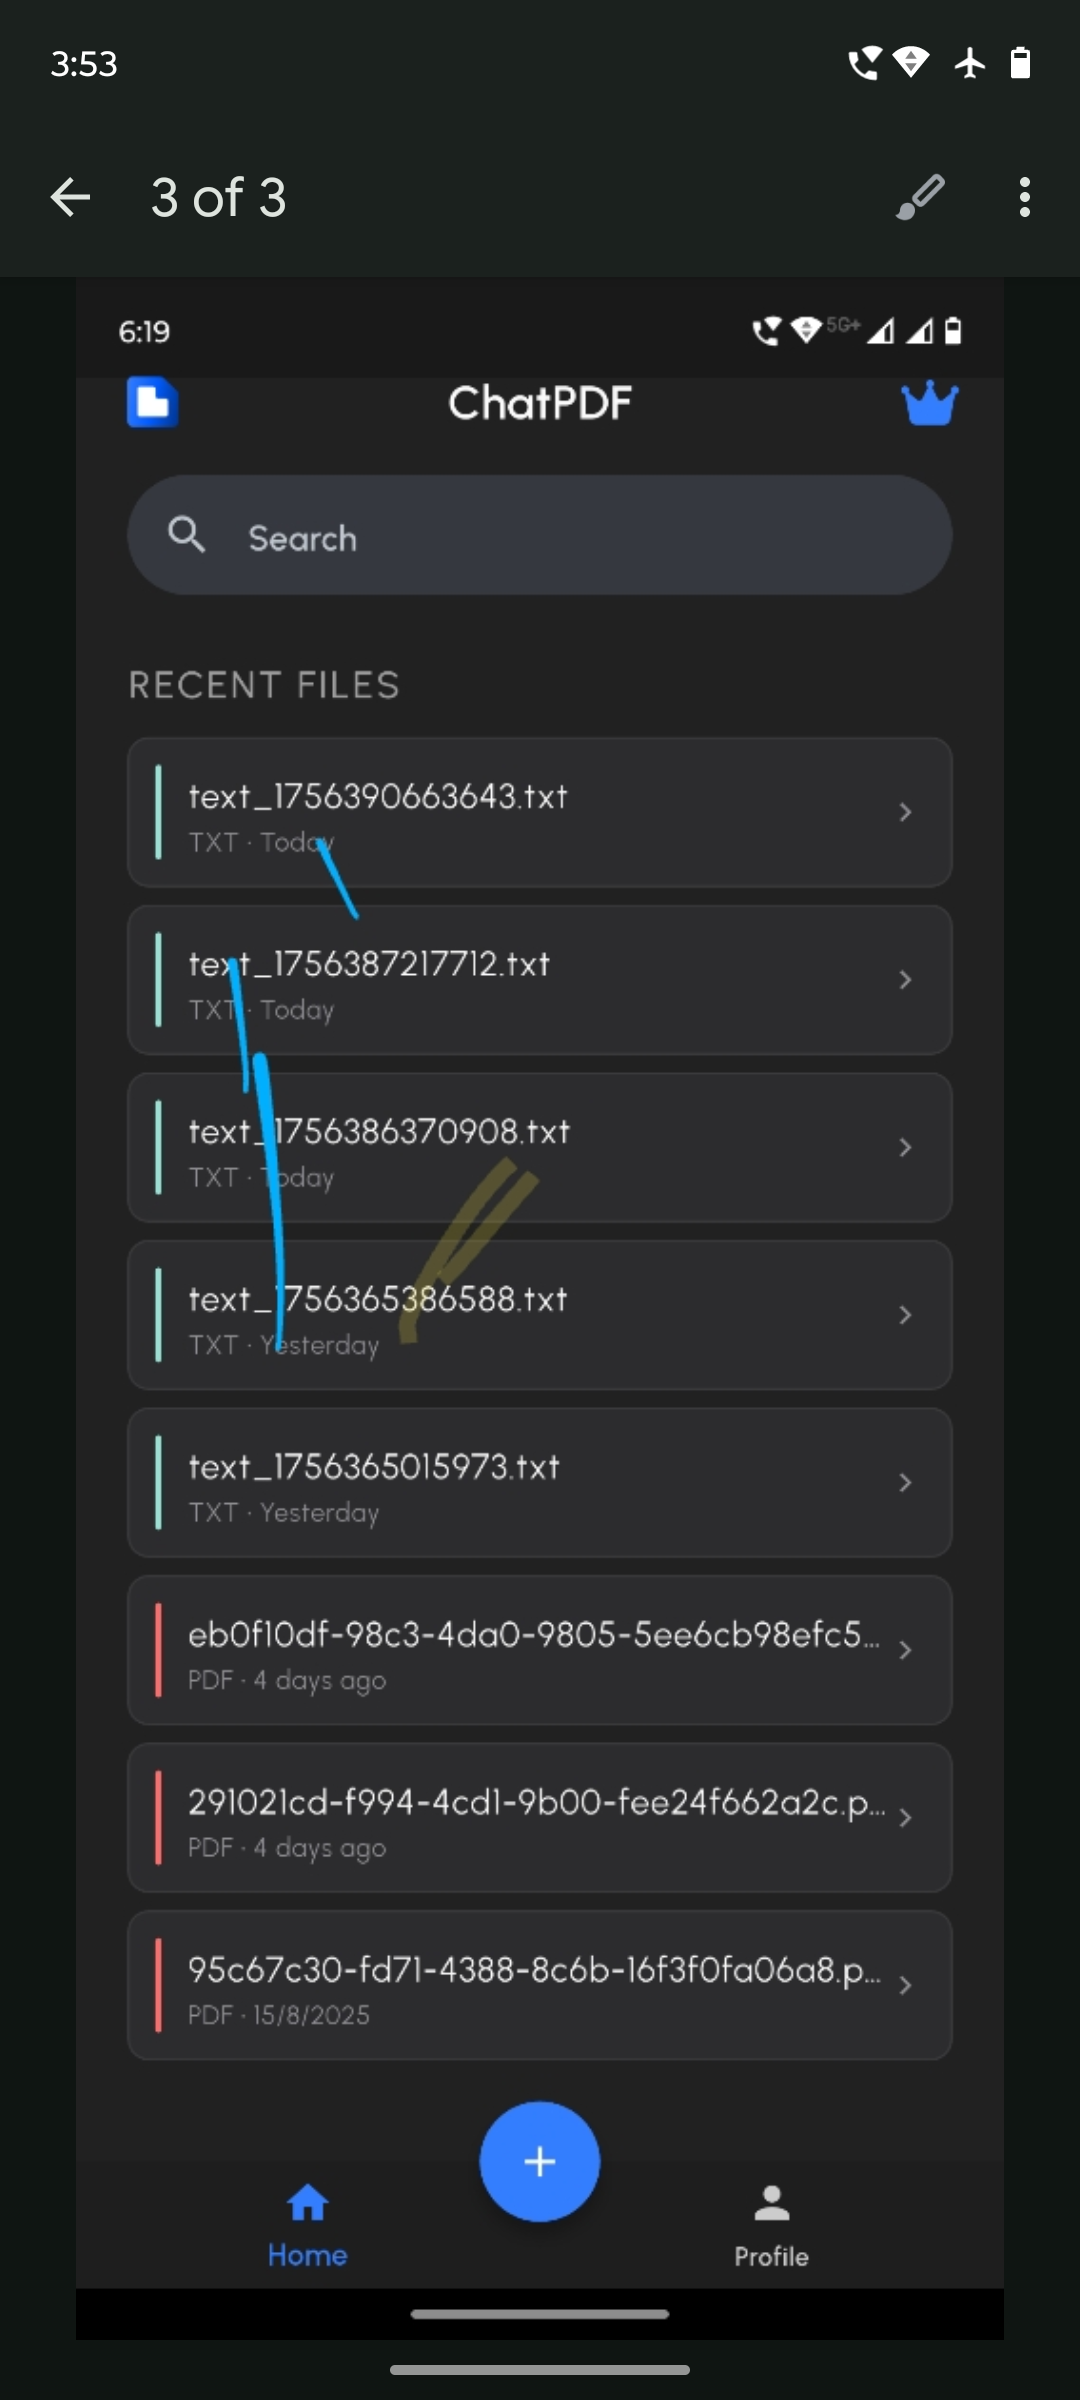 3:53
3 of 3
6:19
5G+
ChatPDF
Search
RECENT FILES
text_1756390663643.txt
TXT · Today
text_1756387217712.txt
TXT · Today
text_1756386370908.txt
TXT · Today
text_1756365386588.txt
TXT · Yesterday
text_1756365015973.txt
TXT · Yesterday
eb0f10df-98c3-4da0-9805-5ee6cb98efc5...
PDF · 4 days ago
291021cd-f994-4cd1-9b00-fee24f662a2c.p...
PDF · 4 days ago
95c67c30-fd71-4388-8c6b-16f3f0fa06a8.p...
PDF · 15/8/2025
Home
Profile